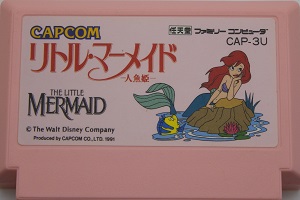 CAPCOM
任天堂 ファミリー コンピュータ
CAP-3U
リトル・マーメイド
—人魚姫—
THE LITTLE
MERMAID
© The Walt Disney Company
Produced by CAPCOM CO., LTD. 1991